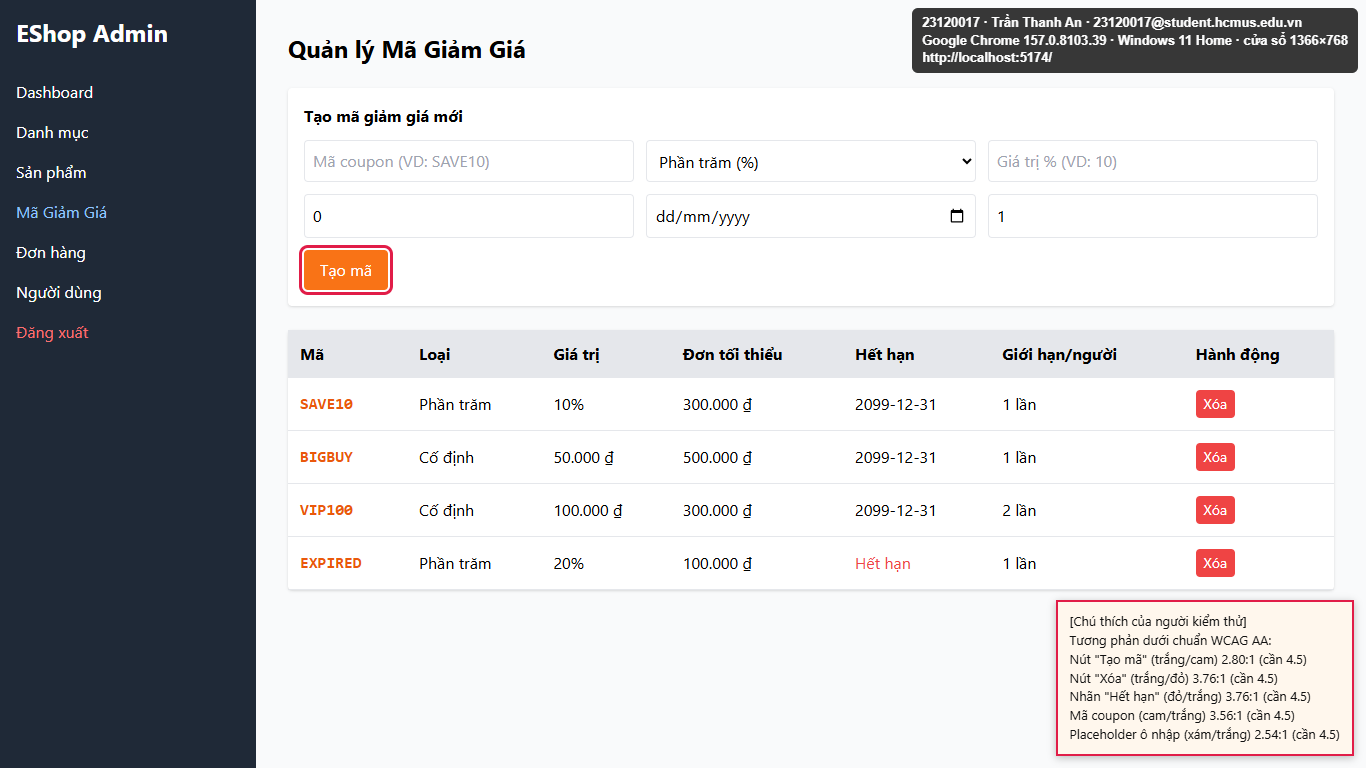 EShop Admin
Dashboard
Danh mục
Sản phẩm
Mã Giảm Giá
Đơn hàng
Người dùng
Đăng xuất
23120017 · Trần Thanh An · 23120017@student.hcmus.edu.vn
Google Chrome 157.0.8103.39 · Windows 11 Home · cửa sổ 1366×768
http://localhost:5174/
Quản lý Mã Giảm Giá
Tạo mã giảm giá mới
Mã coupon (VD: SAVE10) Phần trăm (%) Giá trị % (VD: 10)
0 dd/mm/yyyy 1
Tạo mã
Mã Loại Giá trị Đơn tối thiểu Hết hạn Giới hạn/người Hành động
SAVE10 Phần trăm 10% 300.000 ₫ 2099-12-31 1 lần Xóa
BIGBUY Cố định 50.000 ₫ 500.000 ₫ 2099-12-31 1 lần Xóa
VIP100 Cố định 100.000 ₫ 300.000 ₫ 2099-12-31 2 lần Xóa
EXPIRED Phần trăm 20% 100.000 ₫ Hết hạn 1 lần Xóa
[Chú thích của người kiểm thử]
Tương phản dưới chuẩn WCAG AA:
Nút "Tạo mã" (trắng/cam) 2.80:1 (cần 4.5)
Nút "Xóa" (trắng/đỏ) 3.76:1 (cần 4.5)
Nhãn "Hết hạn" (đỏ/trắng) 3.76:1 (cần 4.5)
Mã coupon (cam/trắng) 3.56:1 (cần 4.5)
Placeholder ô nhập (xám/trắng) 2.54:1 (cần 4.5)